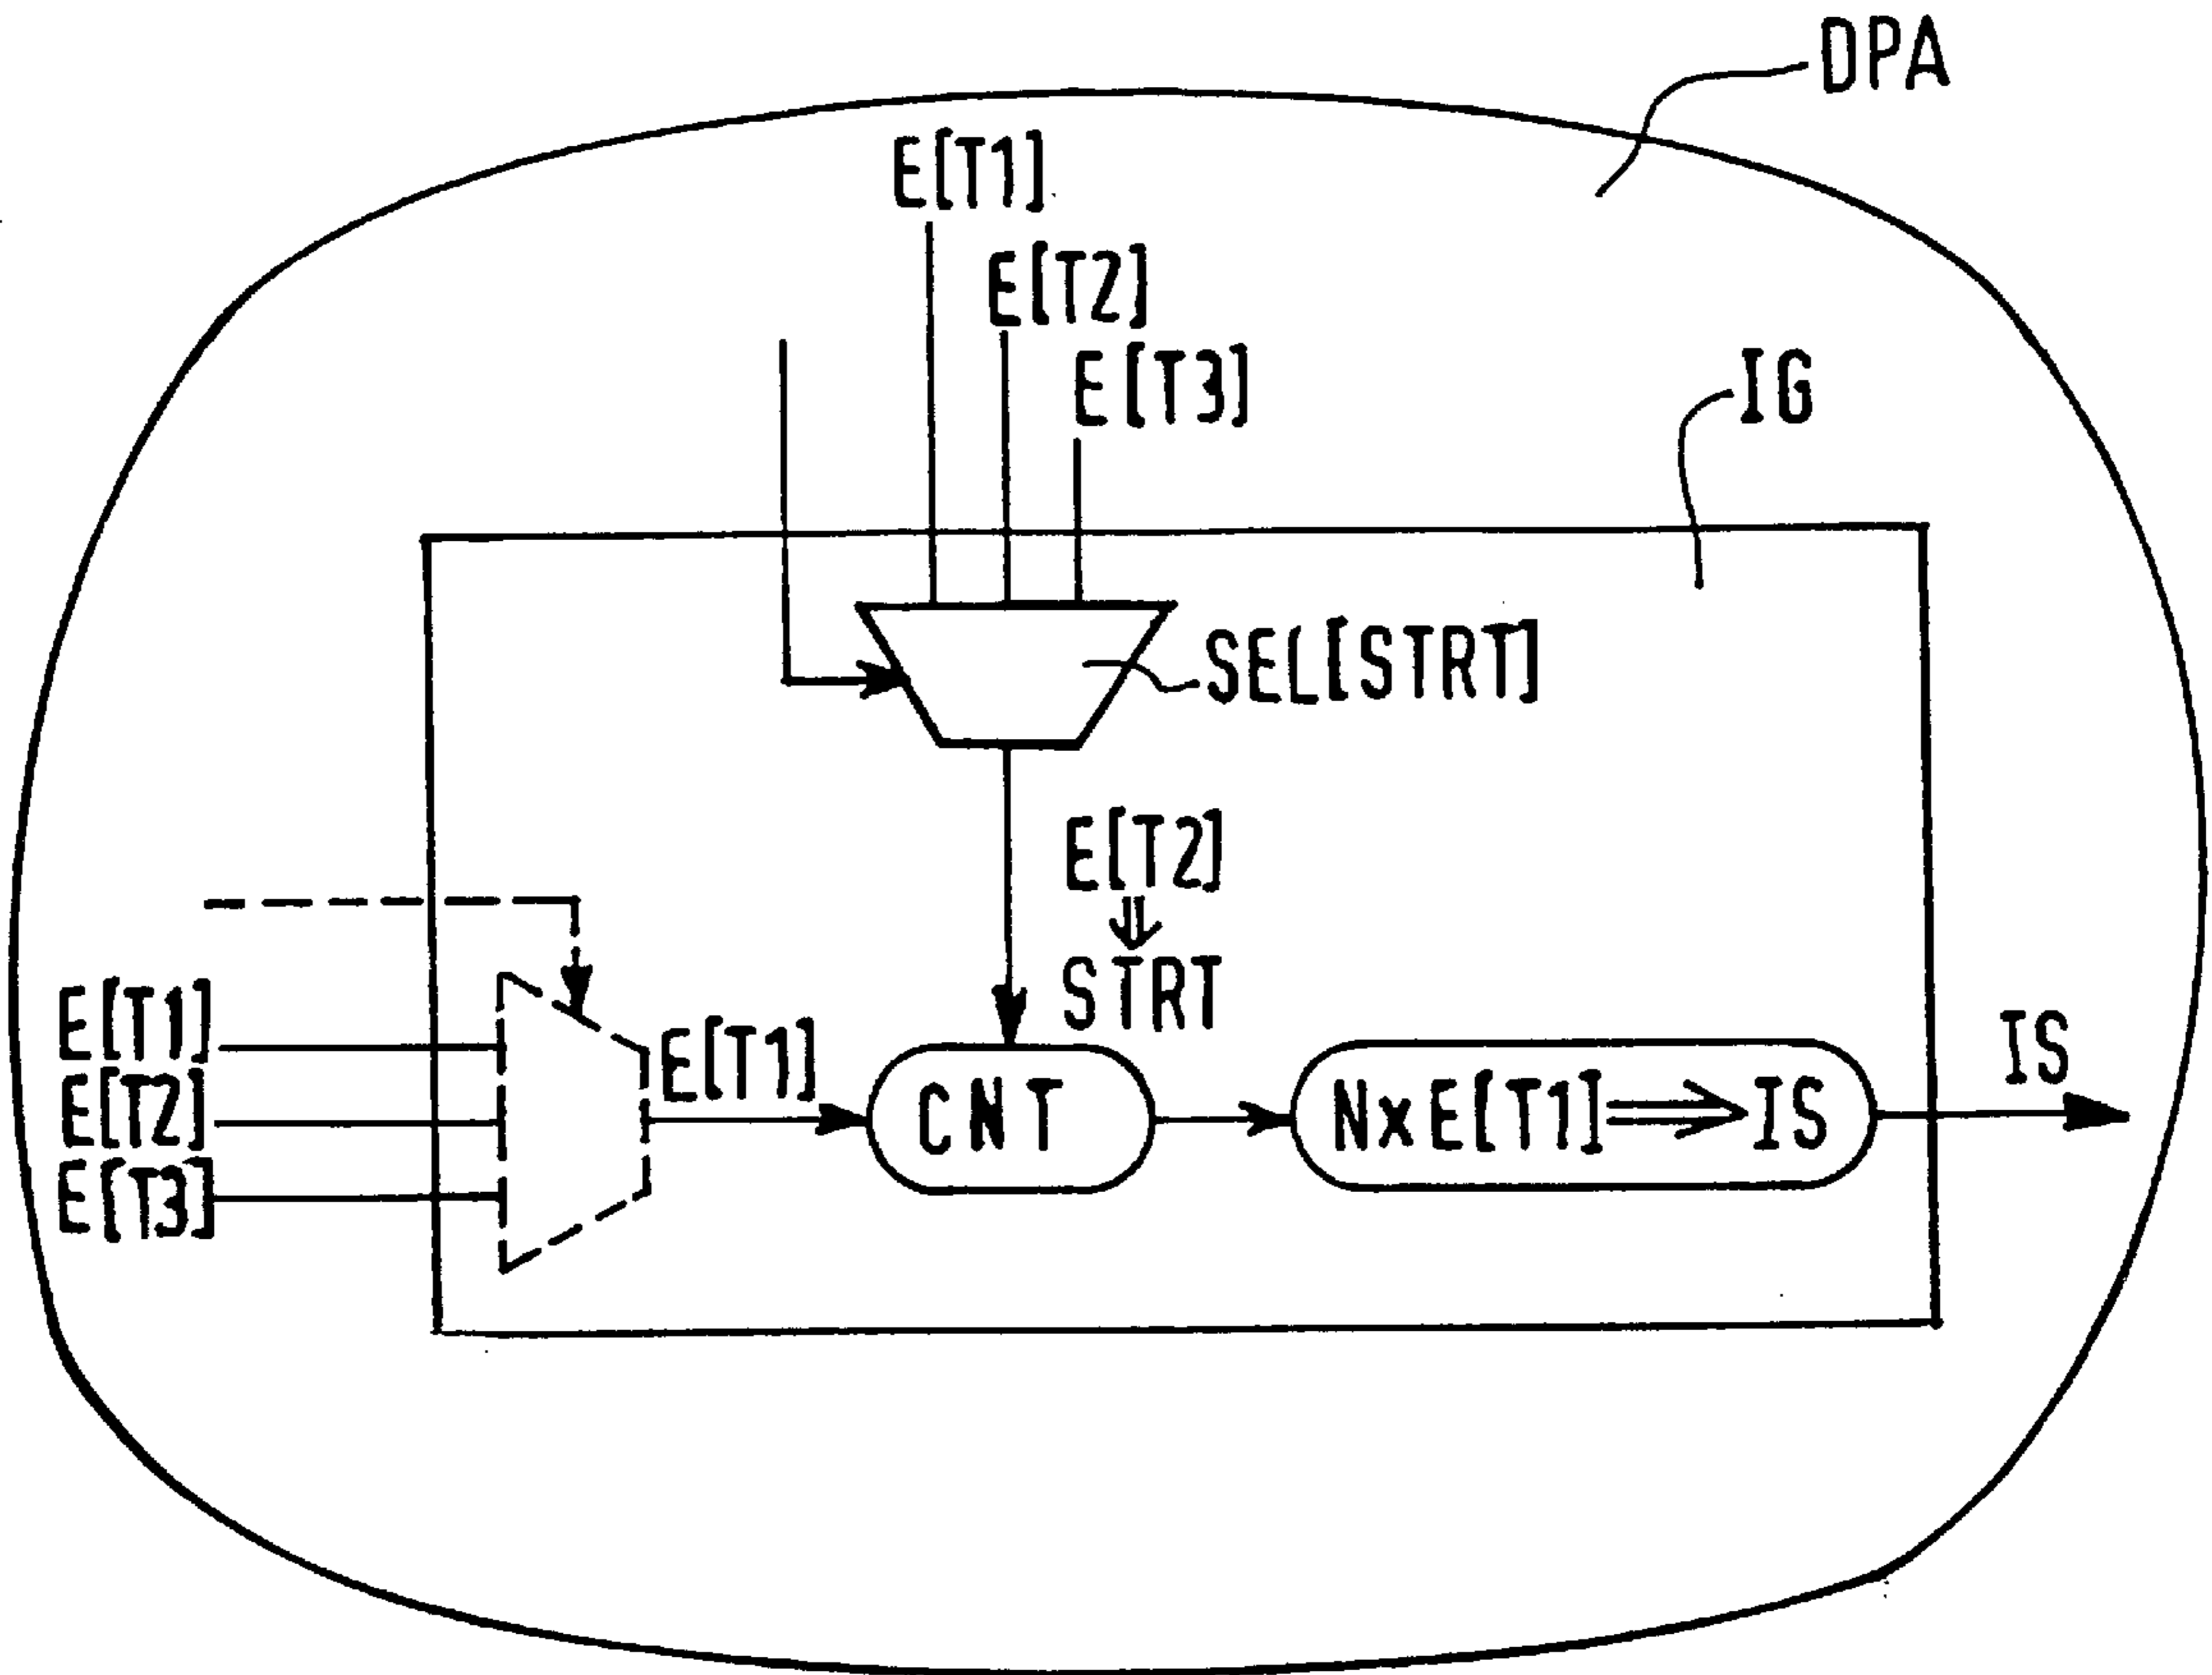 DPA
E[T1]
E[T2]
E[T3]
IG
SEL[STRT]
E[T2]
⇓
STRT
E[T1]
E[T2]
E[T3]
E[T1]
CNT
NxE[T1]⇒IS
IS